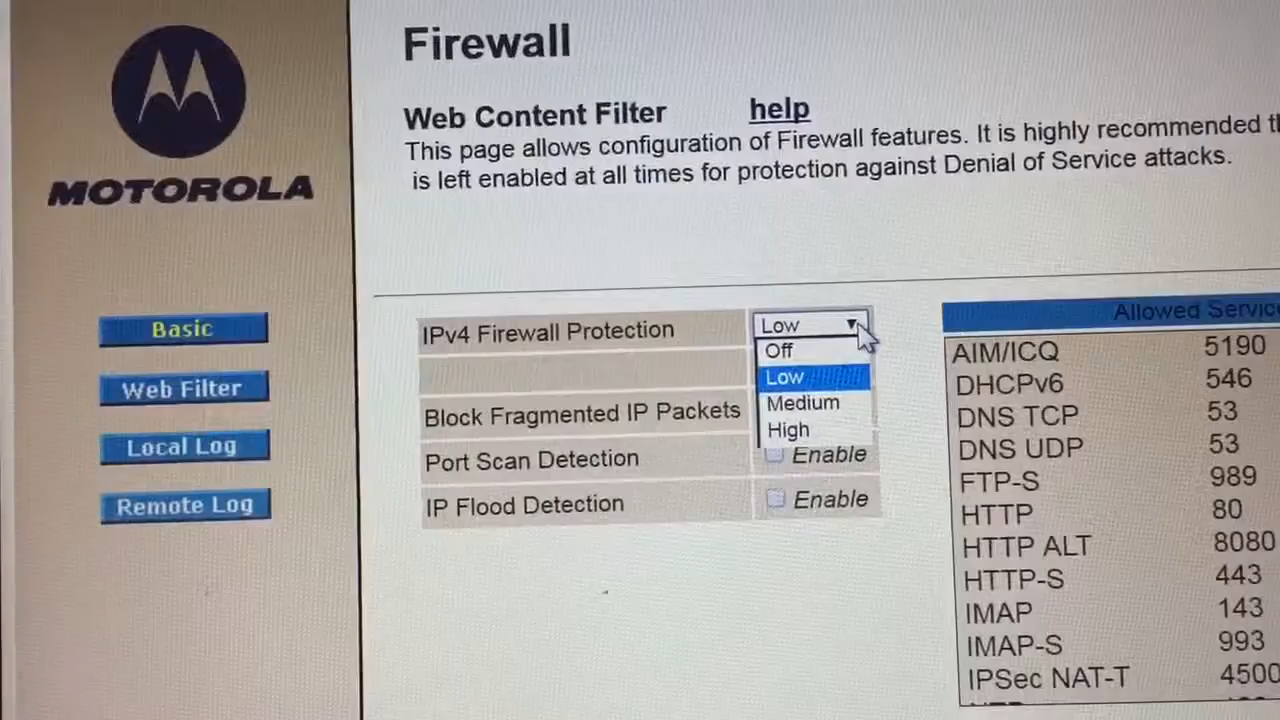 MOTOROLA
Basic
Web Filter
Local Log
Remote Log
Firewall
Web Content Filter help
This page allows configuration of Firewall features. It is highly recommended
is left enabled at all times for protection against Denial of Service attacks.
IPv4 Firewall Protection Low
Off
Low
Medium
High
Block Fragmented IP Packets
Port Scan Detection Enable
IP Flood Detection Enable
Allowed
AIM/ICQ 5190
DHCPv6 546
DNS TCP 53
DNS UDP 53
FTP-S 989
HTTP 80
HTTP ALT 8080
HTTP-S 443
IMAP 143
IMAP-S 993
IPSec NAT-T 4500